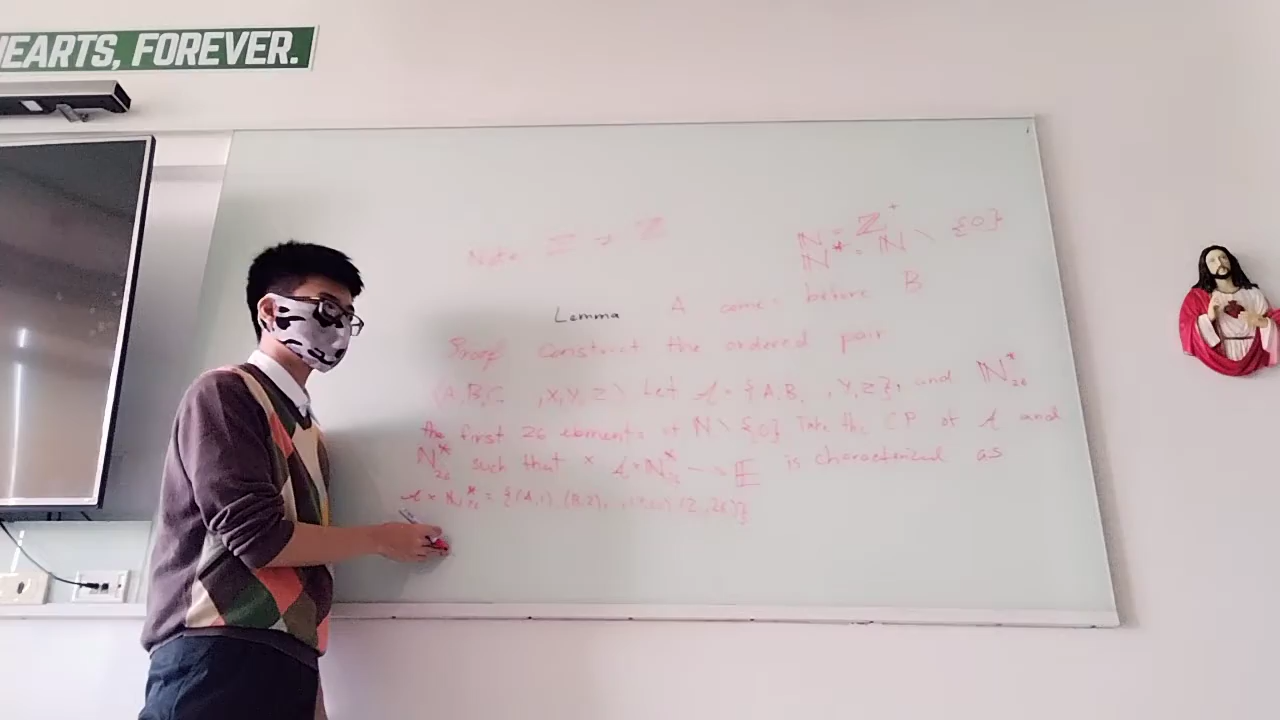 HEARTS, FOREVER.
Note ℤ → ℤ
ℕ = ℤ⁺
ℕ* = ℕ \ {0}
Lemma A comes before B
Proof Construct the ordered pair
(A,B,C ,X,Y,Z) Let 𝒜 = {A,B, ,Y,Z}, and ℕ*₂₆
the first 26 elements of ℕ \ {0} Take the CP of 𝒜 and
ℕ*₂₆ such that × 𝒜×ℕ*₂₆ → 𝔼 is characterized as
𝒜 × ℕ*₂₆ = {(A,1),(B,2), , (Z,26)}